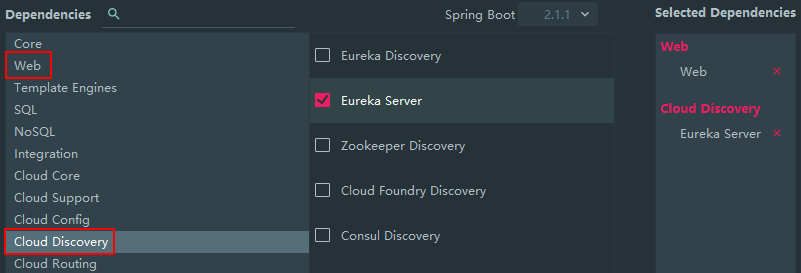 Dependencies
Spring Boot 2.1.1
Selected Dependencies
Core
Web
Template Engines
SQL
NoSQL
Integration
Cloud Core
Cloud Support
Cloud Config
Cloud Discovery
Cloud Routing
Eureka Discovery
Eureka Server
Zookeeper Discovery
Cloud Foundry Discovery
Consul Discovery
Web
Web ×
Cloud Discovery
Eureka Server ×